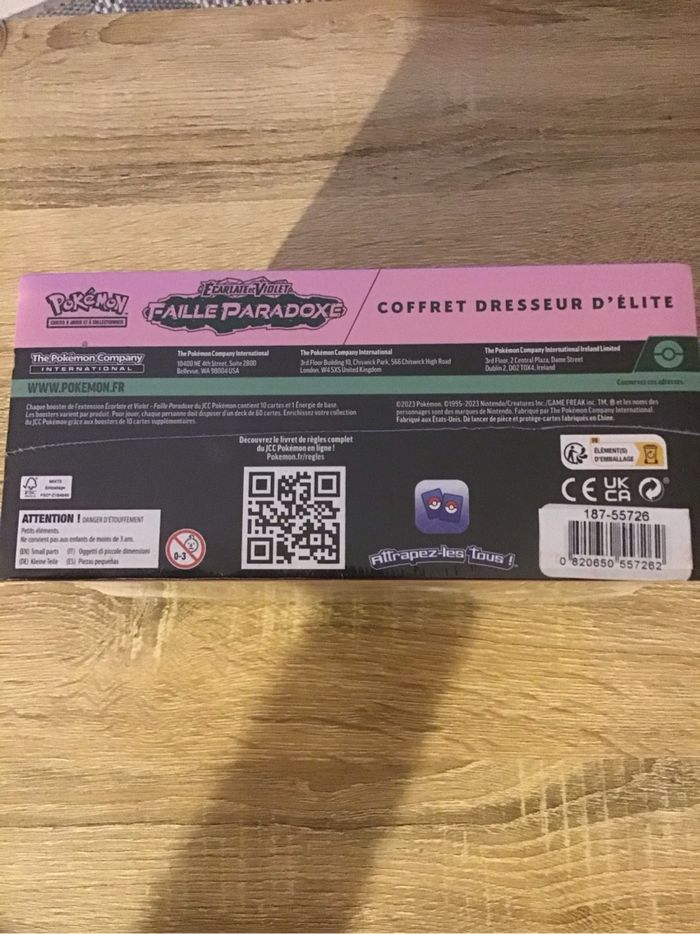 POKéMON
CARTES À JOUER ET À COLLECTIONNER
ÉCARLATE ET VIOLET
FAILLE PARADOXE
COFFRET DRESSEUR D'ÉLITE
The Pokémon Company
INTERNATIONAL
The Pokémon Company International
10400 NE 4th Street, Suite 2800
Bellevue, WA 98004 USA
The Pokémon Company International
3rd Floor Building 10, Chiswick Park, 566 Chiswick High Road
London, W4 5XS United Kingdom
The Pokémon Company International Ireland Limited
3rd Floor, 2 Central Plaza, Dame Street
Dublin 2, D02 T0X4, Ireland
WWW.POKEMON.FR
Conservez ces adresses.
Chaque booster de l'extension Écarlate et Violet – Faille Paradoxe du JCC Pokémon contient 10 cartes et 1 Énergie de base.
Les boosters varient par produit. Pour jouer, chaque personne doit disposer d'un deck de 60 cartes. Enrichissez votre collection
du JCC Pokémon grâce aux boosters de 10 cartes supplémentaires.
©2023 Pokémon. ©1995-2023 Nintendo/Creatures Inc./GAME FREAK inc. TM, ® et les noms des
personnages sont des marques de Nintendo. Fabriqué par The Pokémon Company International.
Fabriqué aux États-Unis. Dé à lancer de pièce et protège-cartes fabriqués en Chine.
Découvrez le livret de règles complet
du JCC Pokémon en ligne !
Pokemon.fr/regles
FR
ÉLÉMENT(S)
D'EMBALLAGE
FSC
MIXTE
Emballage
CE UK
CA
ATTENTION ! DANGER D'ÉTOUFFEMENT
Petits éléments.
Ne convient pas aux enfants de moins de 3 ans.
(EN) Small parts (IT) Oggetti di piccole dimensioni
(DE) Kleine Teile (ES) Piezas pequeñas
0-3
Attrapez-les tous !
187-55726
0 820650 557262